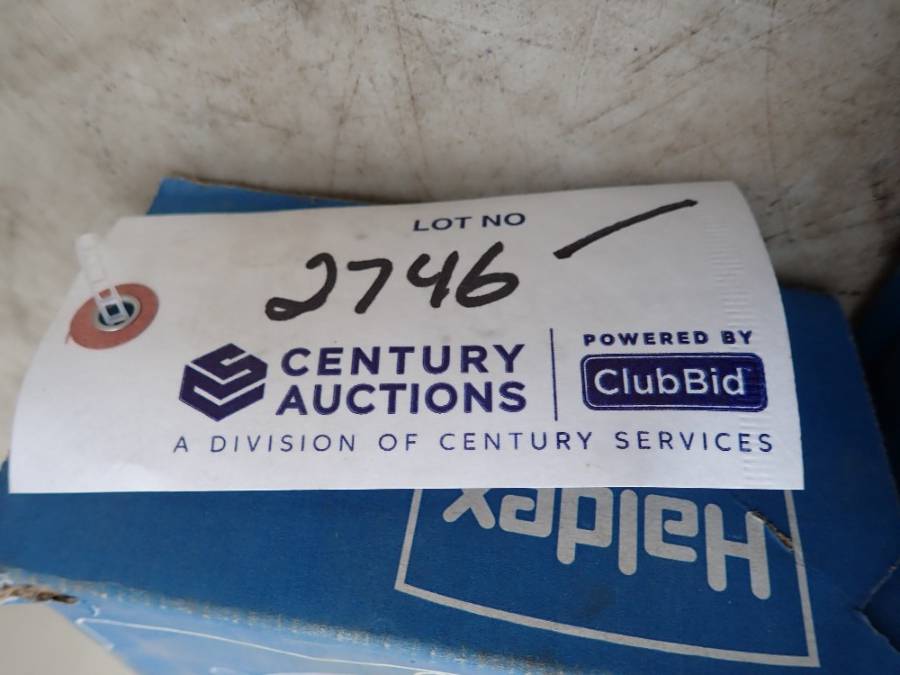 LOT NO
2746 —
CENTURY
AUCTIONS
POWERED BY
ClubBid
A DIVISION OF CENTURY SERVICES
Haldex